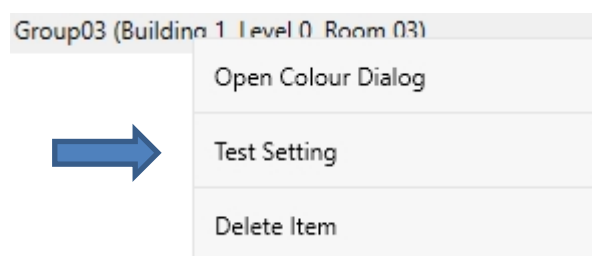 Group03 (Building 1, Level 0, Room 03)
Open Colour Dialog
Test Setting
Delete Item